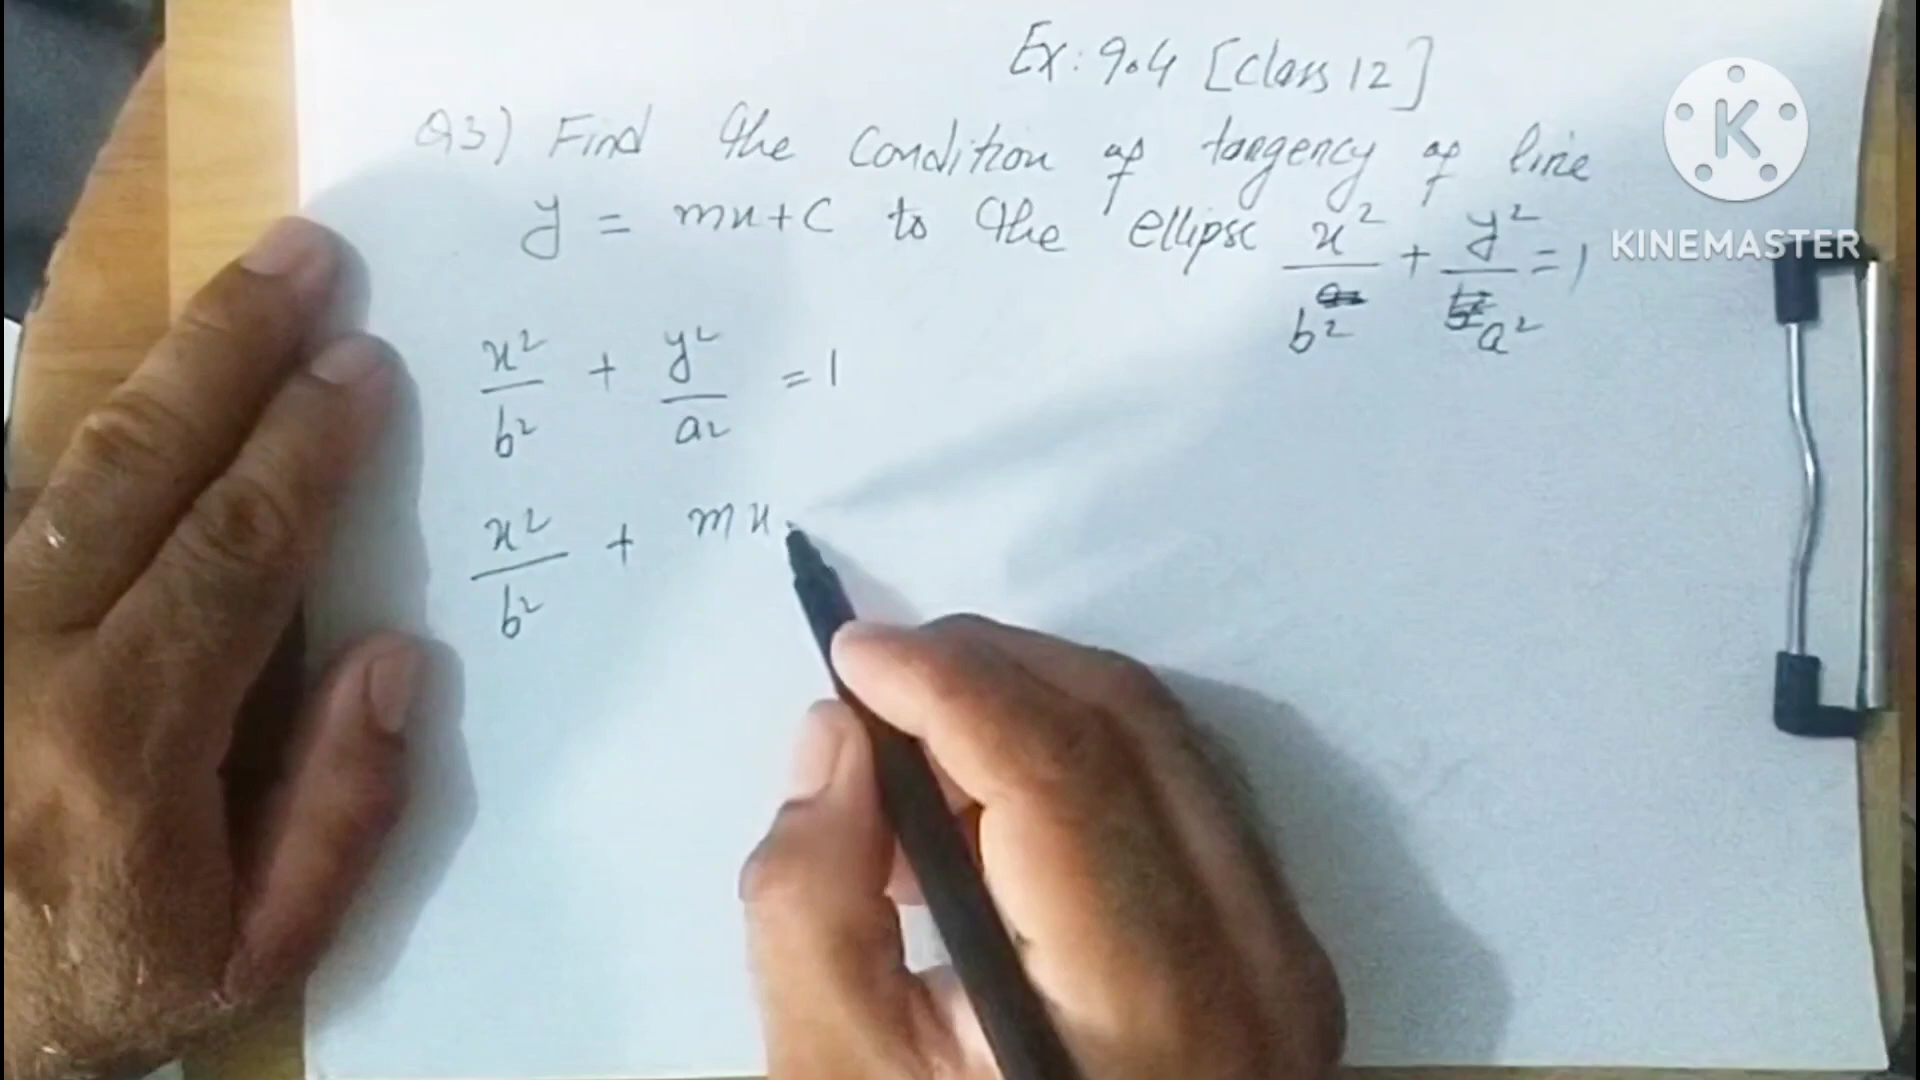 Ex: 9.4 [Class 12]
Q3) Find the Condition of tangency of line
y = mx+c to the ellipse x²/b² + y²/a² = 1
x²/b² + y²/a² = 1
x²/b² + mx
K
KINEMASTER